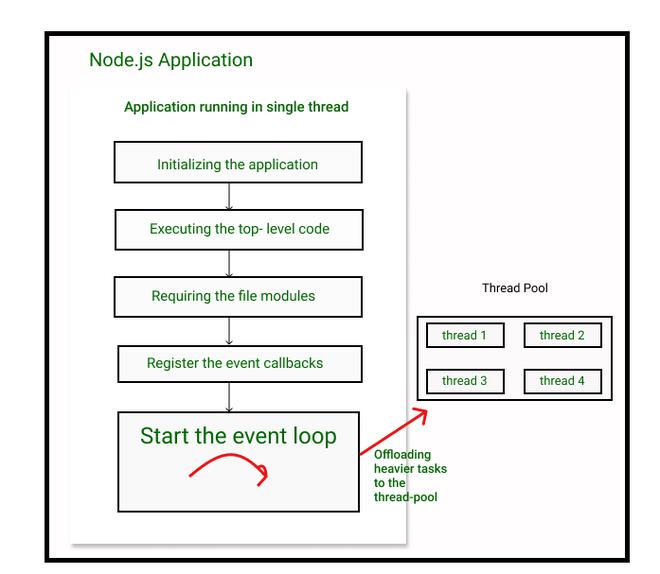 Node.js Application
Application running in single thread
Initializing the application
Executing the top- level code
Requiring the file modules
Register the event callbacks
Start the event loop
Thread Pool
thread 1
thread 2
thread 3
thread 4
Offloading
heavier tasks
to the
thread-pool